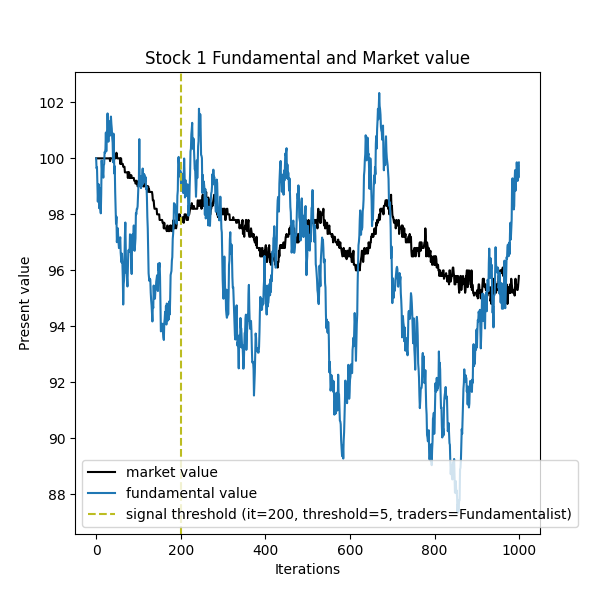 Stock 1 Fundamental and Market value
Present value
102
100
98
96
94
92
90
88
market value
fundamental value
signal threshold (it=200, threshold=5, traders=Fundamentalist)
0 200 400 600 800 1000
Iterations